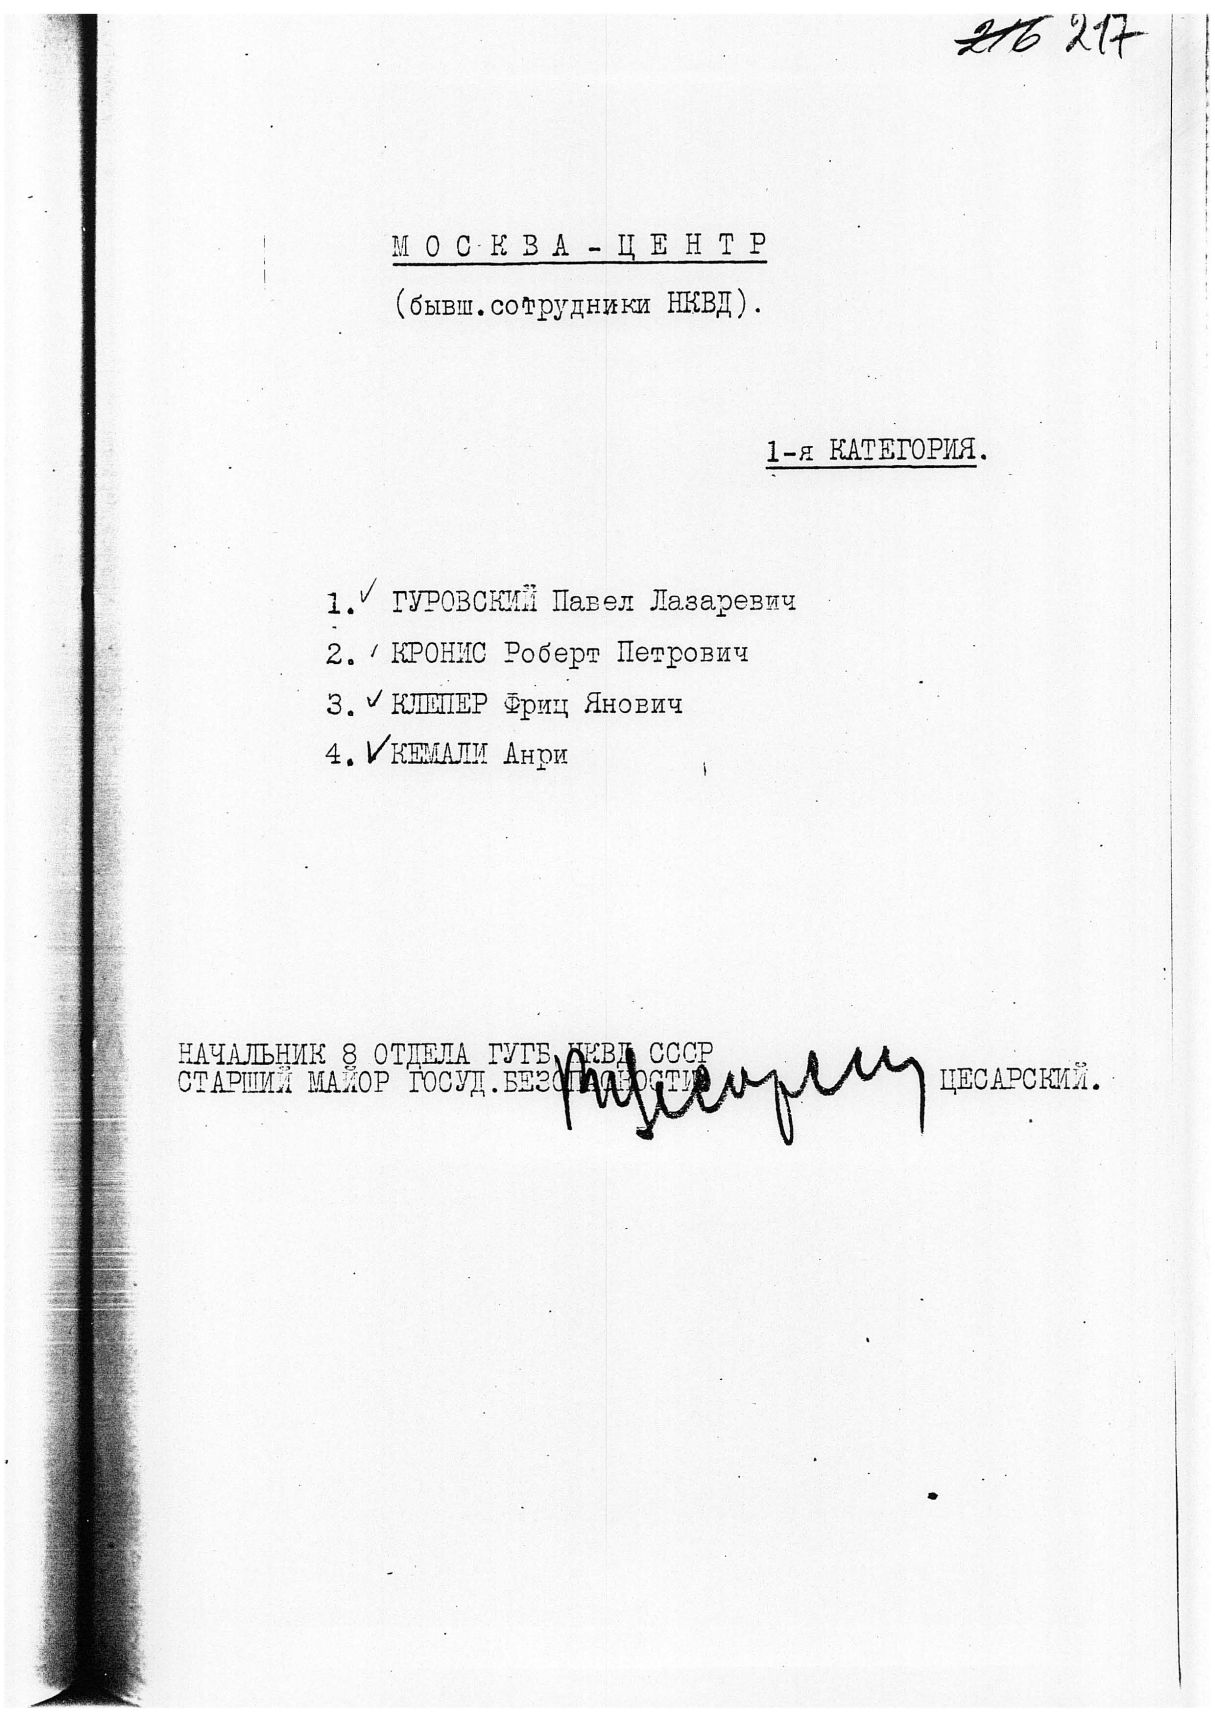 216 217
МОСКВА-ЦЕНТР
(бывш.сотрудники НКВД).
1-я КАТЕГОРИЯ.
1. ГУРОВСКИЙ Павел Лазаревич
2. КРОНИС Роберт Петрович
3. КЛЕПЕР Фриц Янович
4. КЕМАЛИ Анри
НАЧАЛЬНИК 8 ОТДЕЛА ГУГБ НКВД СССР
СТАРШИЙ МАЙОР ГОСУД.БЕЗОПАСНОСТИ ЦЕСАРСКИЙ.